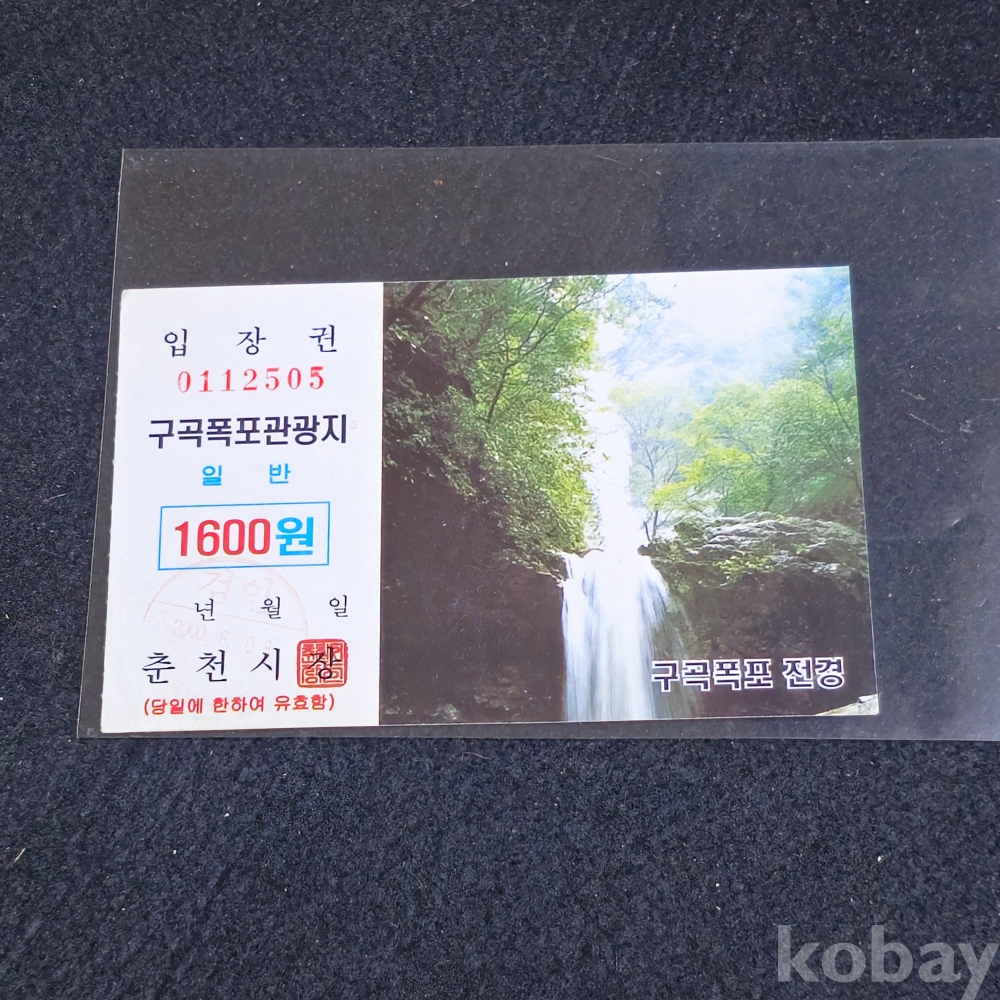 입 장 권
0112505
구곡폭포관광지
일 반
1600원
년 월 일
춘 천 시 장
(당일에 한하여 유효함)
구곡폭포 전경
kobay